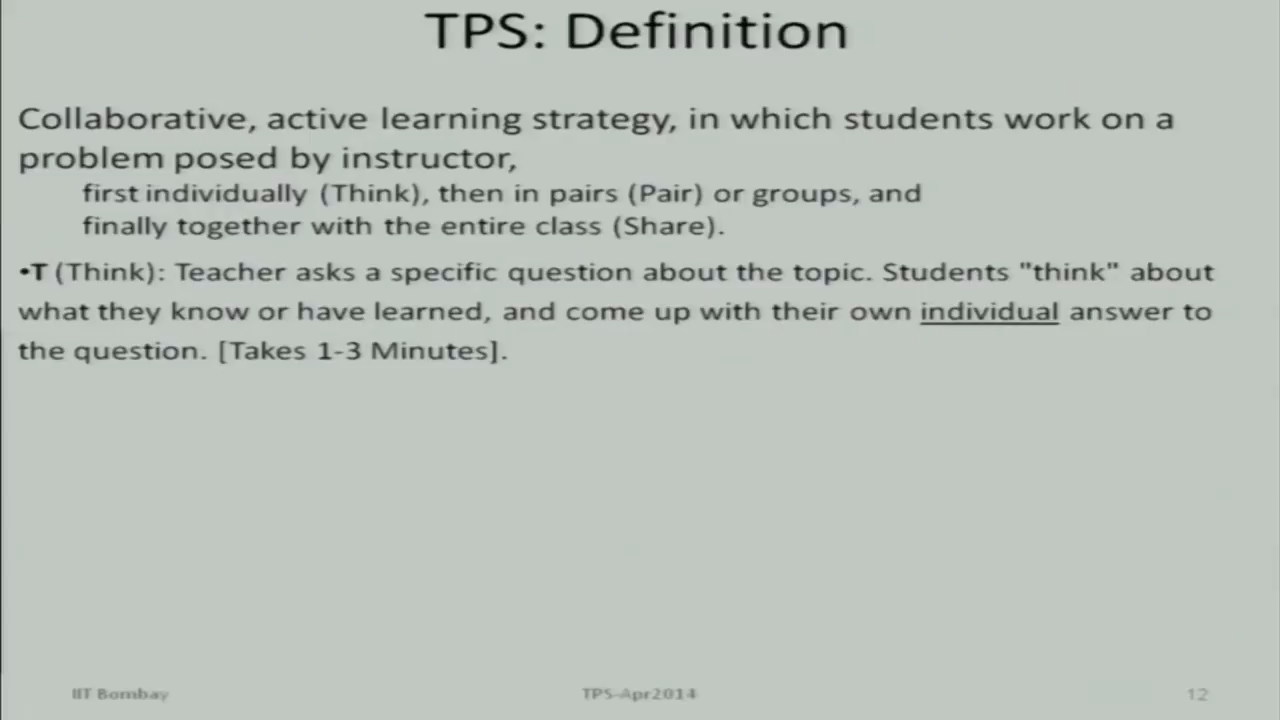 TPS: Definition
Collaborative, active learning strategy, in which students work on a
problem posed by instructor,
first individually (Think), then in pairs (Pair) or groups, and
finally together with the entire class (Share).
•T (Think): Teacher asks a specific question about the topic. Students "think" about
what they know or have learned, and come up with their own individual answer to
the question. [Takes 1-3 Minutes].
IIT Bombay TPS-Apr2014 12